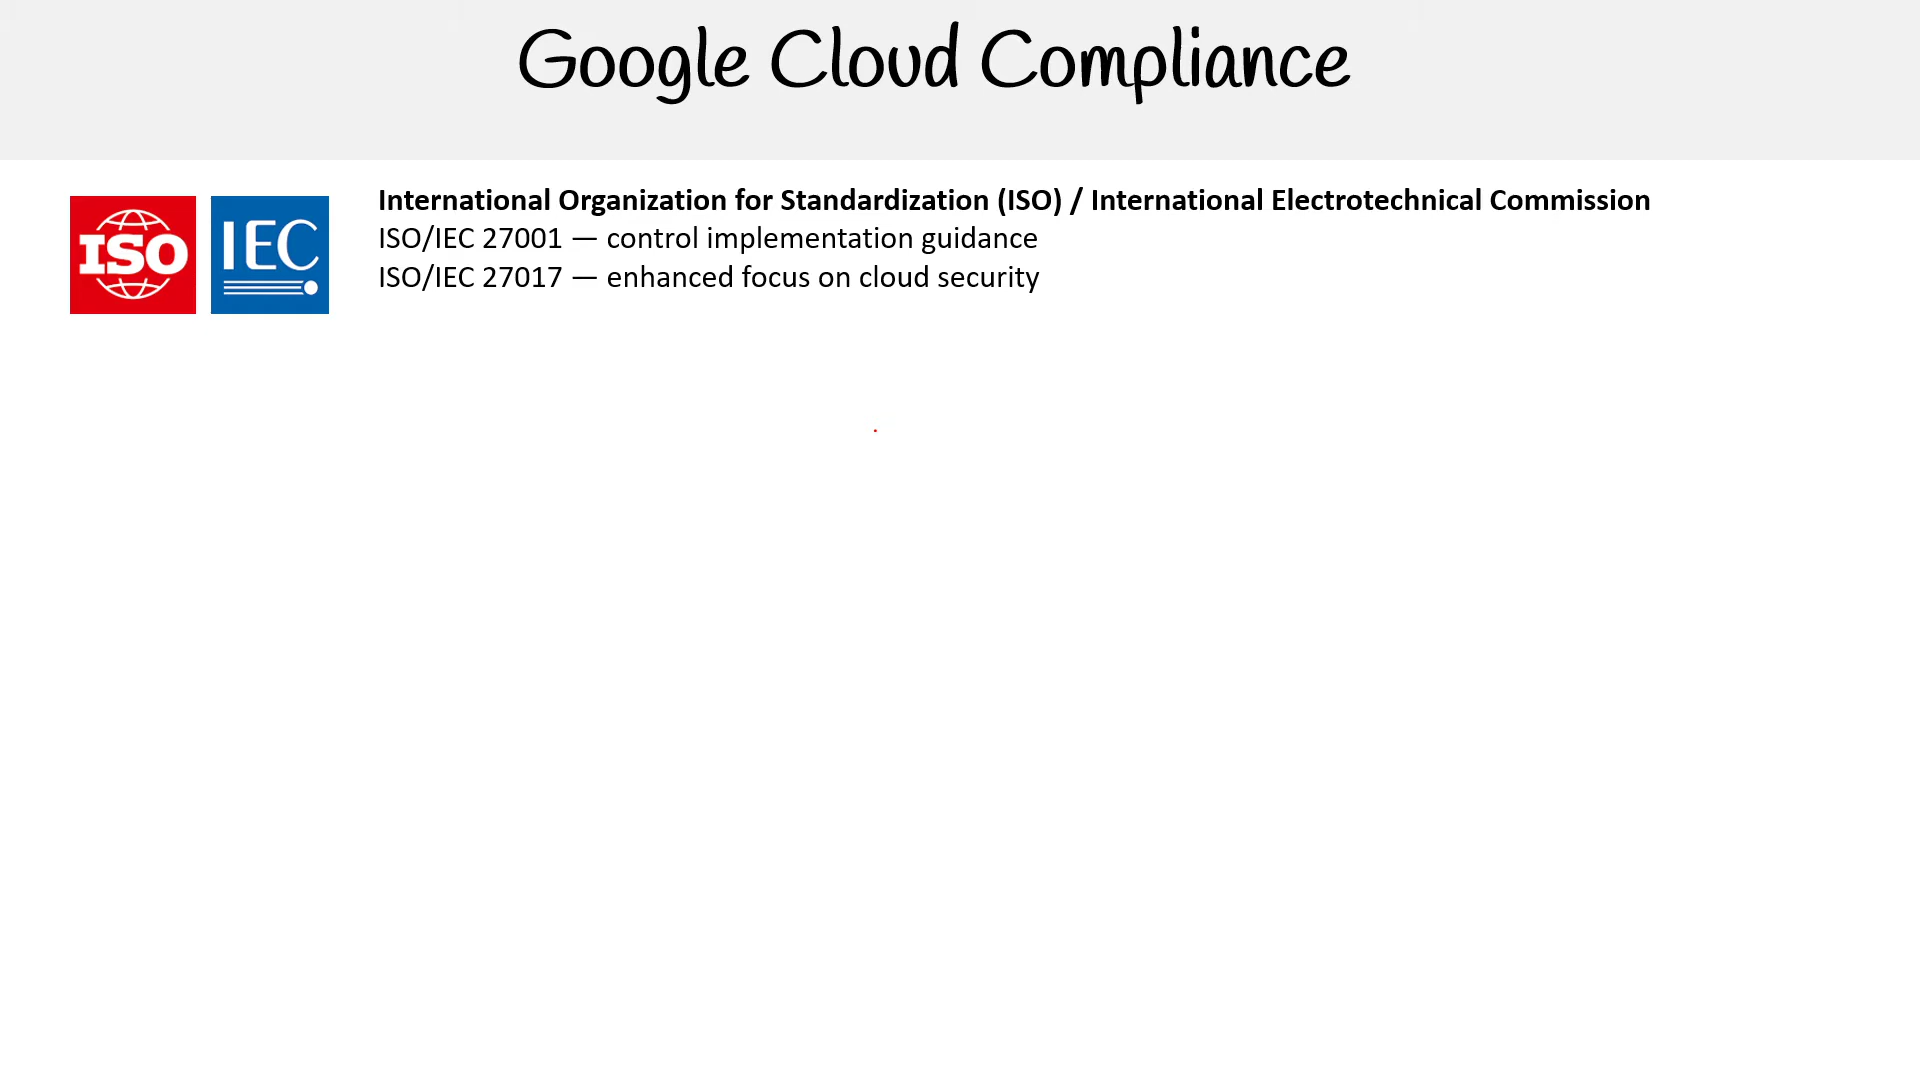 Google Cloud Compliance
ISO
IEC
International Organization for Standardization (ISO) / International Electrotechnical Commission
ISO/IEC 27001 — control implementation guidance
ISO/IEC 27017 — enhanced focus on cloud security